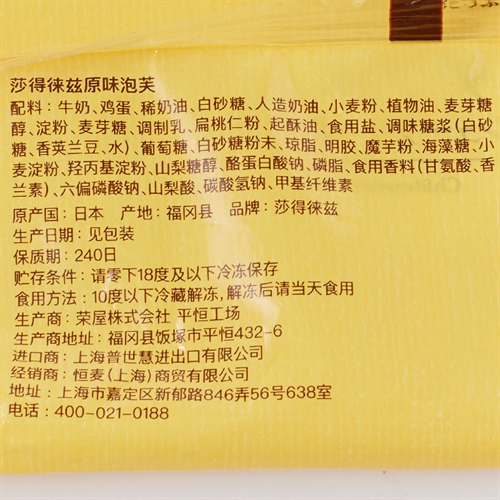 莎得徕兹原味泡芙
配料：牛奶、鸡蛋、稀奶油、白砂糖、人造奶油、小麦粉、植物油、麦芽糖
醇、淀粉、麦芽糖、调制乳、扁桃仁粉、起酥油、食用盐、调味糖浆（白砂
糖、香荚兰豆、水）、葡萄糖、白砂糖粉末、琼脂、明胶、魔芋粉、海藻糖、小
麦淀粉、羟丙基淀粉、山梨糖醇、酪蛋白酸钠、磷脂、食用香料(甘氨酸、香
兰素)、六偏磷酸钠、山梨酸、碳酸氢钠、甲基纤维素
原产国：日本 产地：福冈县 品牌：莎得徕兹
生产日期：见包装
保质期：240日
贮存条件：请零下18度及以下冷冻保存
食用方法：10度以下冷藏解冻，解冻后请当天食用
生产商：荣屋株式会社 平恒工场
生产商地址：福冈县饭塚市平恒432-6
进口商：上海普世慧进出口有限公司
经销商：恒麦(上海)商贸有限公司
地址：上海市嘉定区新郁路846弄56号638室
电话：400-021-0188